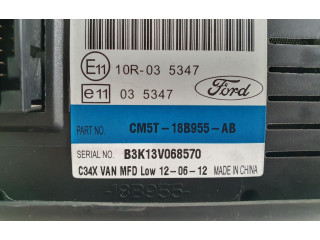 E11 10R-03 5347
e11 03 5347
Ford
PART NO. CM5T-18B955-AB
SERIAL NO. B3K13V068570
C34X VAN MFD Low 12-06-12 MADE IN CHINA
-18B955-